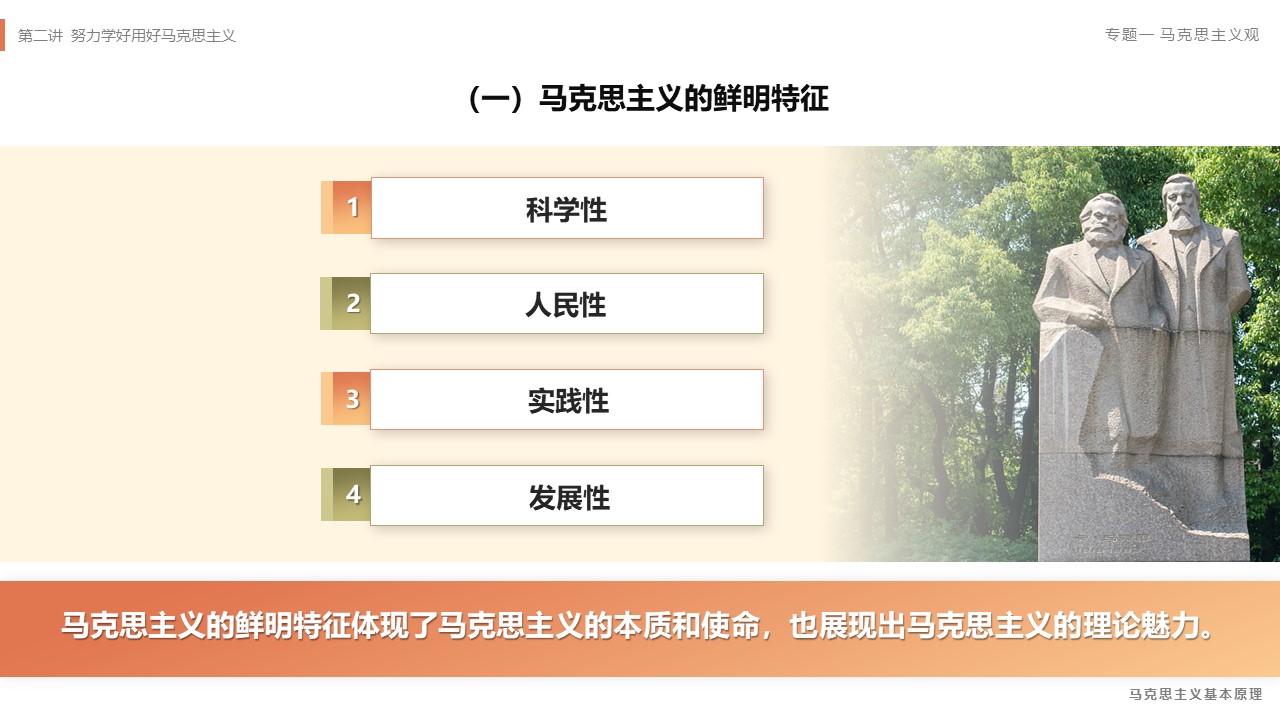 第二讲 努力学好用好马克思主义
专题一 马克思主义观
（一）马克思主义的鲜明特征
1 科学性
2 人民性
3 实践性
4 发展性
马克思主义的鲜明特征体现了马克思主义的本质和使命，也展现出马克思主义的理论魅力。
马克思主义基本原理